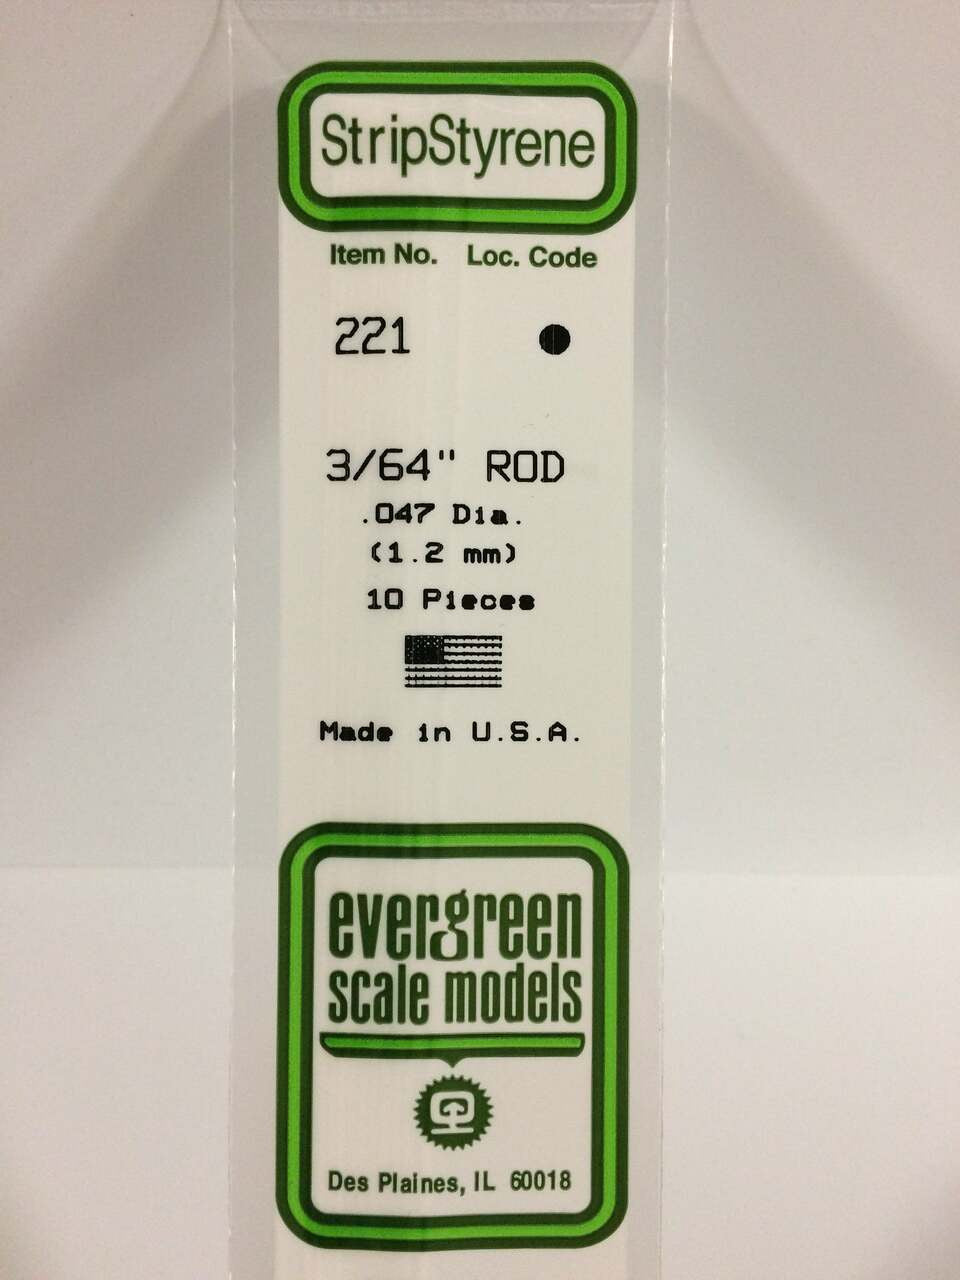 StripStyrene
Item No. Loc. Code
221
3/64" ROD
.047 Dia.
(1.2 mm)
10 Pieces
Made in U.S.A.
evergreen
scale models
Des Plaines, IL 60018